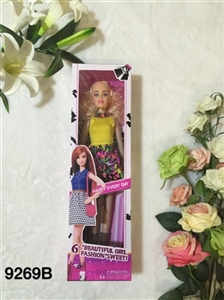 EVERY DAY
6
"BEAUTIFUL GIRL
FASHION"SWEET!
9269B